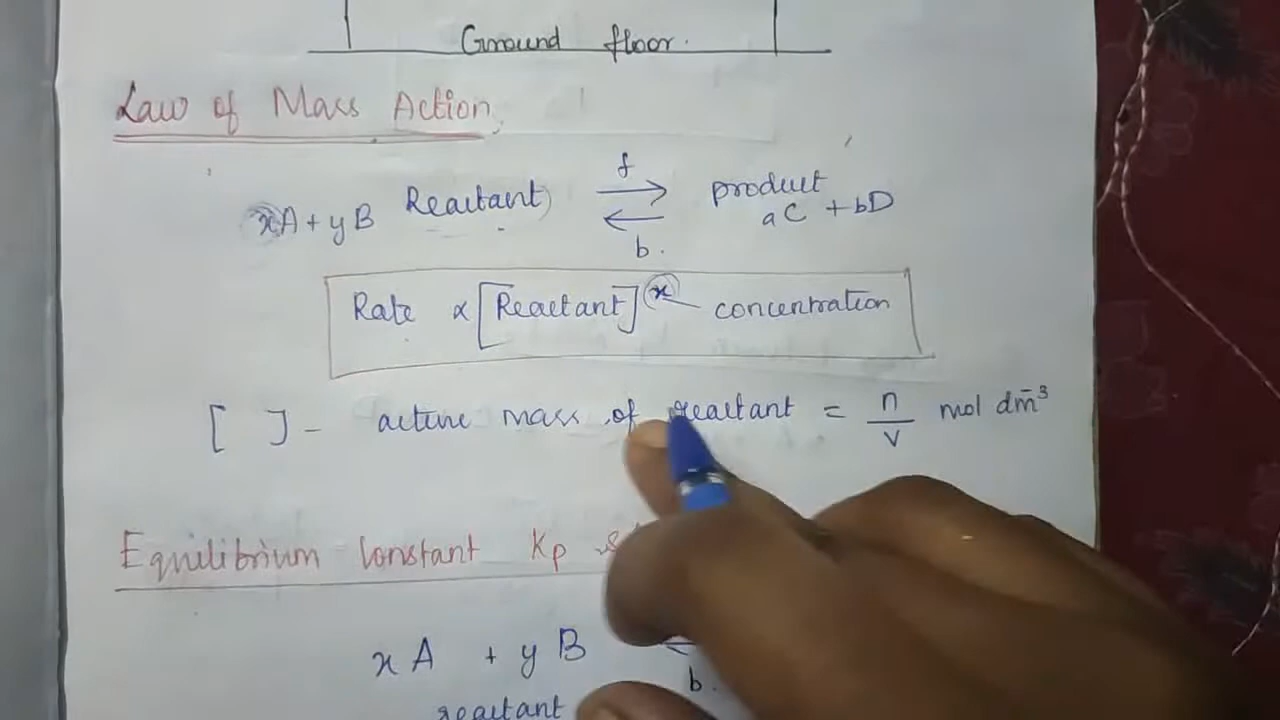 Ground floor.
Law of Mass Action,
f
xA + yB Reactant ⇌ product aC + bD
b.
Rate ∝ [Reactant]^x concentration
[ ] - active mass of reactant = n/v mol dm⁻³
Equilibrium Constant Kp
xA + yB
b.
reactant